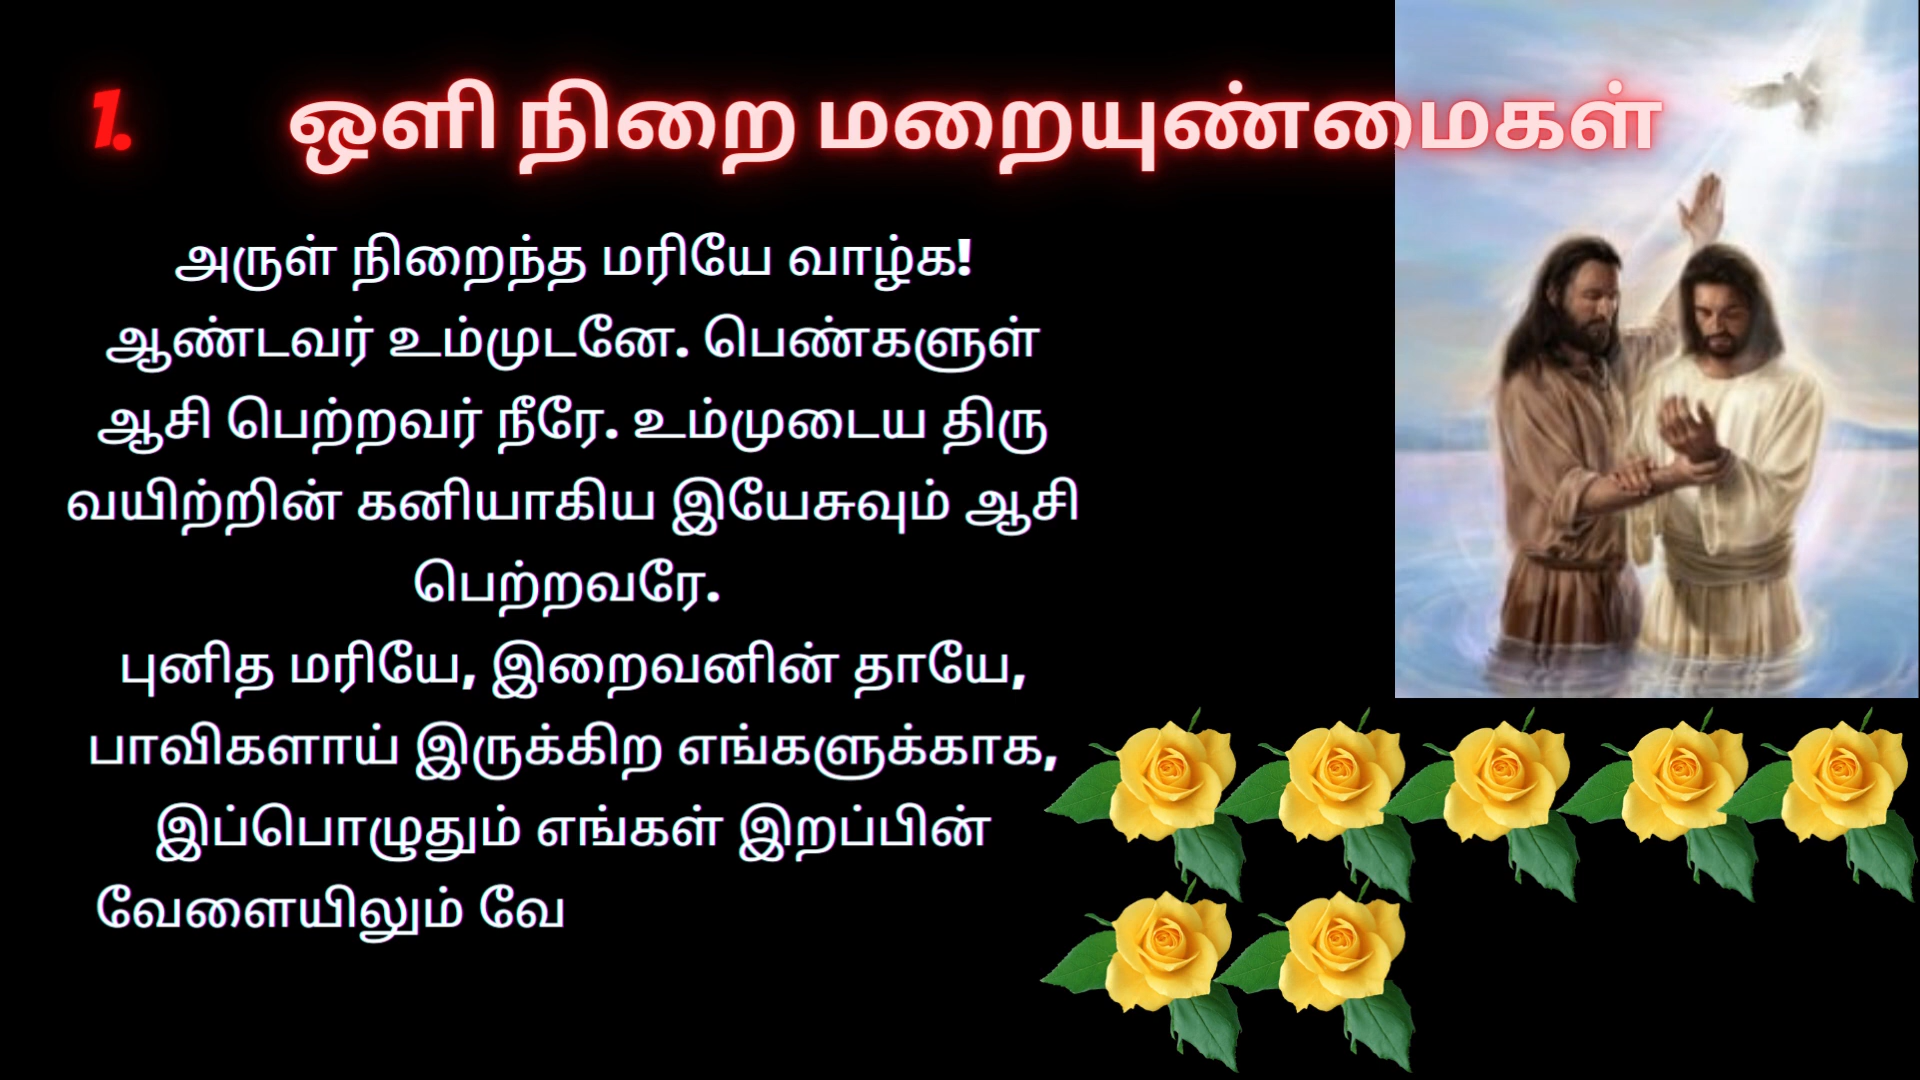 1. ஒளி நிறை மறையுண்மைகள்
அருள் நிறைந்த மரியே வாழ்க!
ஆண்டவர் உம்முடனே. பெண்களுள்
ஆசி பெற்றவர் நீரே. உம்முடைய திரு
வயிற்றின் கனியாகிய இயேசுவும் ஆசி
பெற்றவரே.
புனித மரியே, இறைவனின் தாயே,
பாவிகளாய் இருக்கிற எங்களுக்காக,
இப்பொழுதும் எங்கள் இறப்பின்
வேளையிலும் வே